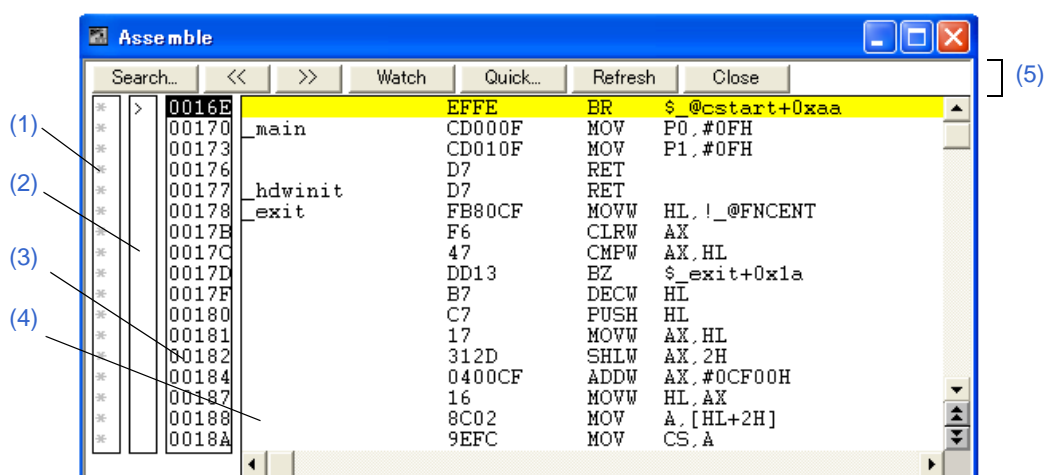 Assemble
Search... << >> Watch Quick... Refresh Close
(5)
* > 0016E EFFE BR $_@cstart+0xaa
(1)
* 00170 _main CD000F MOV P0,#0FH
* 00173 CD010F MOV P1,#0FH
* 00176 D7 RET
(2)
* 00177 _hdwinit D7 RET
* 00178 _exit FB80CF MOVW HL,!_@FNCENT
* 0017B F6 CLRW AX
(3)
* 0017C 47 CMPW AX,HL
* 0017D DD13 BZ $_exit+0x1a
* 0017F B7 DECW HL
(4)
* 00180 C7 PUSH HL
* 00181 17 MOVW AX,HL
* 00182 312D SHLW AX,2H
* 00184 0400CF ADDW AX,#0CF00H
* 00187 16 MOVW HL,AX
* 00188 8C02 MOV A,[HL+2H]
* 0018A 9EFC MOV CS,A